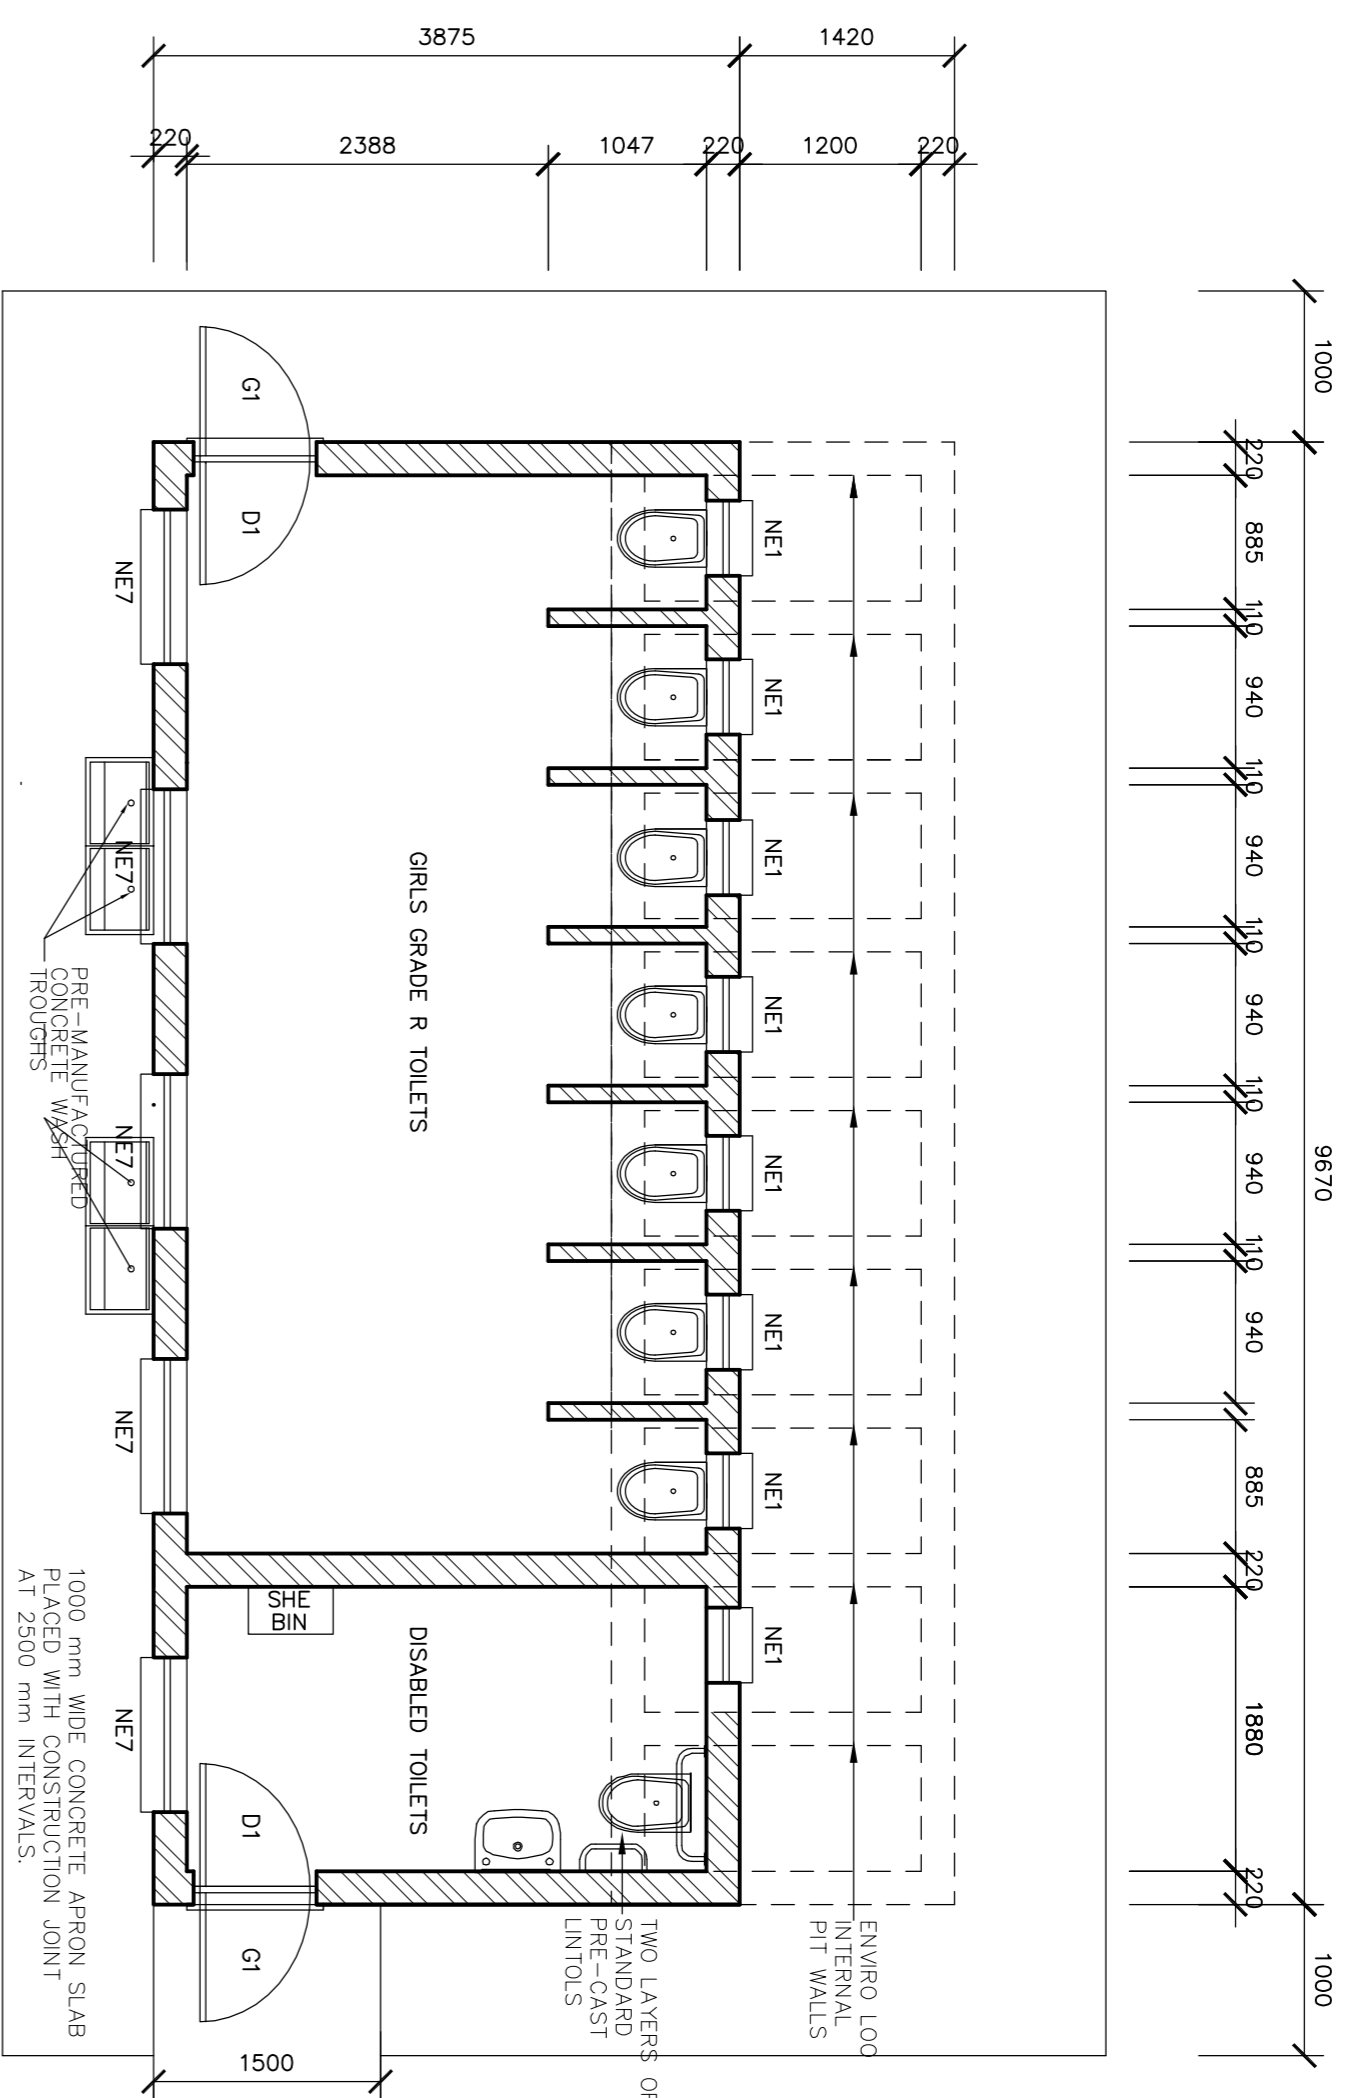 3875
1420
220
2388
1047
220
1200
220
1000
9670
1000
220
885
110
940
110
940
110
940
110
940
110
940
885
220
1880
220
G1
D1
NE1
NE1
NE1
NE1
NE1
NE1
NE1
NE1
GIRLS GRADE R TOILETS
DISABLED TOILETS
SHE
BIN
D1
G1
NE7
NE7
NE7
NE7
NE7
PRE-MANUFACTURED
CONCRETE WASH
TROUGHS
1000 mm WIDE CONCRETE APRON SLAB
PLACED WITH CONSTRUCTION JOINT
AT 2500 mm INTERVALS.
ENVIRO LOO
INTERNAL
PIT WALLS
TWO LAYERS OF
STANDARD
PRE-CAST
LINTOLS
1500